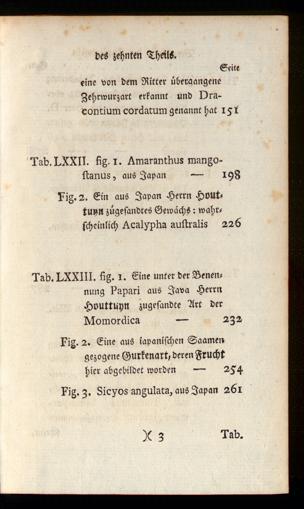 des zehnten Theils.
Seite
eine von dem Ritter übergangene
Zehrwurzart erkannt und Dra-
contium cordatum genannt hat 151
Tab. LXXII. fig. 1. Amaranthus mango-
stanus, aus Japan — 198
Fig. 2. Ein aus Japan Herrn Hout-
tuyn zugesandtes Gewächs: wahr-
scheinlich Acalypha australis 226
Tab. LXXIII. fig. 1. Eine unter der Benen-
nung Papari aus Java Herrn
Houttuyn zugesandte Art der
Momordica — 232
Fig. 2. Eine aus japanischen Saamen
gezogene Gurkenart, deren Frucht
hier abgebildet worden — 254
Fig. 3. Sicyos angulata, aus Japan 261
)( 3 Tab.